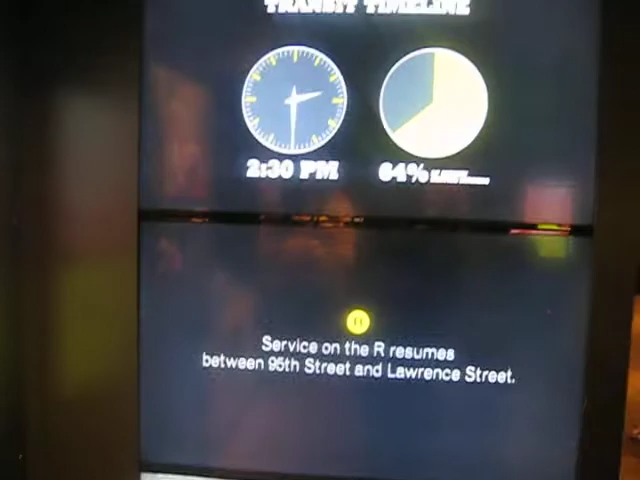 TRANSIT TIMELINE
2:30 PM
64%
R
Service on the R resumes
between 95th Street and Lawrence Street.